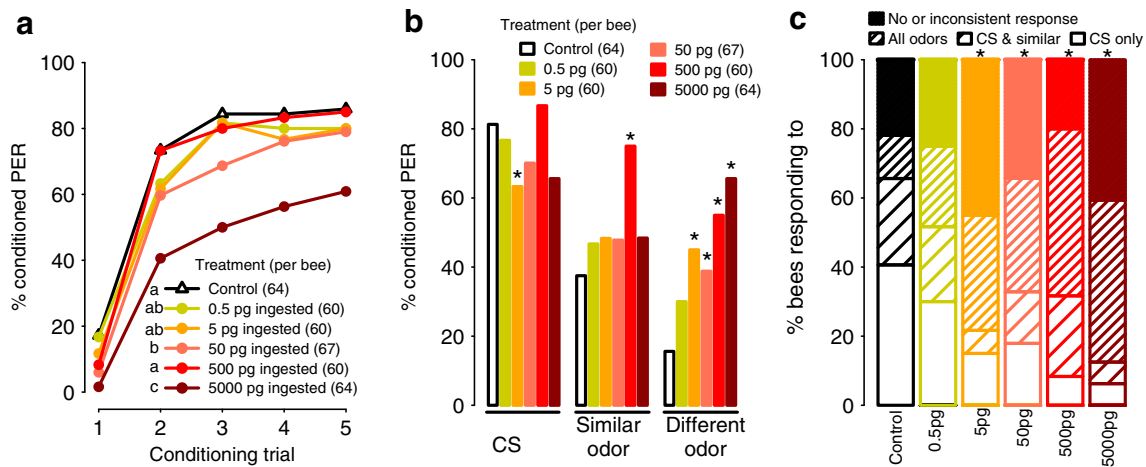 a
% conditioned PER
100
80
60
40
20
0
Treatment (per bee)
a Control (64)
ab 0.5 pg ingested (60)
ab 5 pg ingested (60)
b 50 pg ingested (67)
a 500 pg ingested (60)
c 5000 pg ingested (64)
1 2 3 4 5
Conditioning trial
b
Treatment (per bee)
Control (64)
0.5 pg (60)
5 pg (60)
50 pg (67)
500 pg (60)
5000 pg (64)
% conditioned PER
100
80
60
40
20
0
*
*
*
*
*
*
CS
Similar
odor
Different
odor
c
No or inconsistent response
All odors CS & similar CS only
* * * *
% bees responding to
100
80
60
40
20
0
Control
0.5pg
5pg
50pg
500pg
5000pg